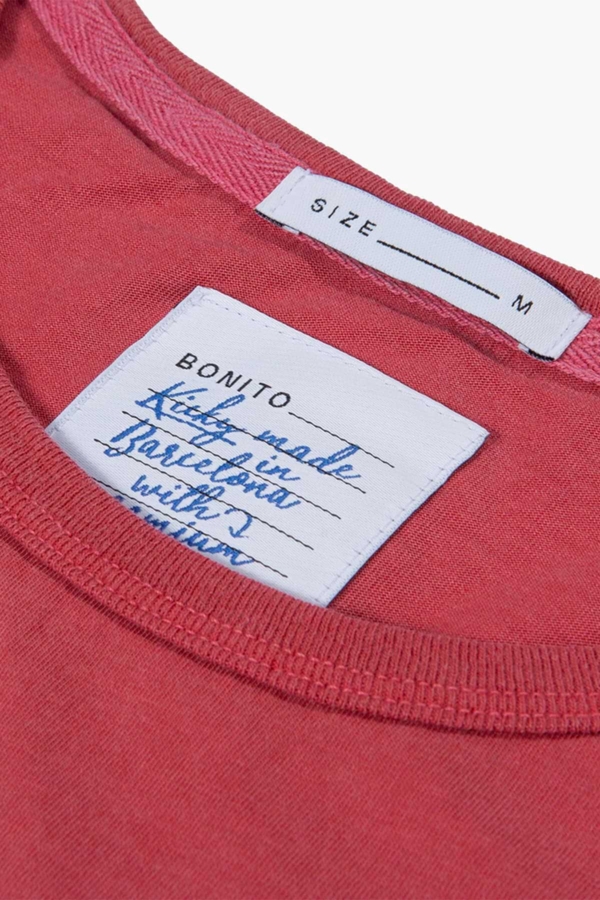 SIZE M
BONITO
made
in
Barcelona
with